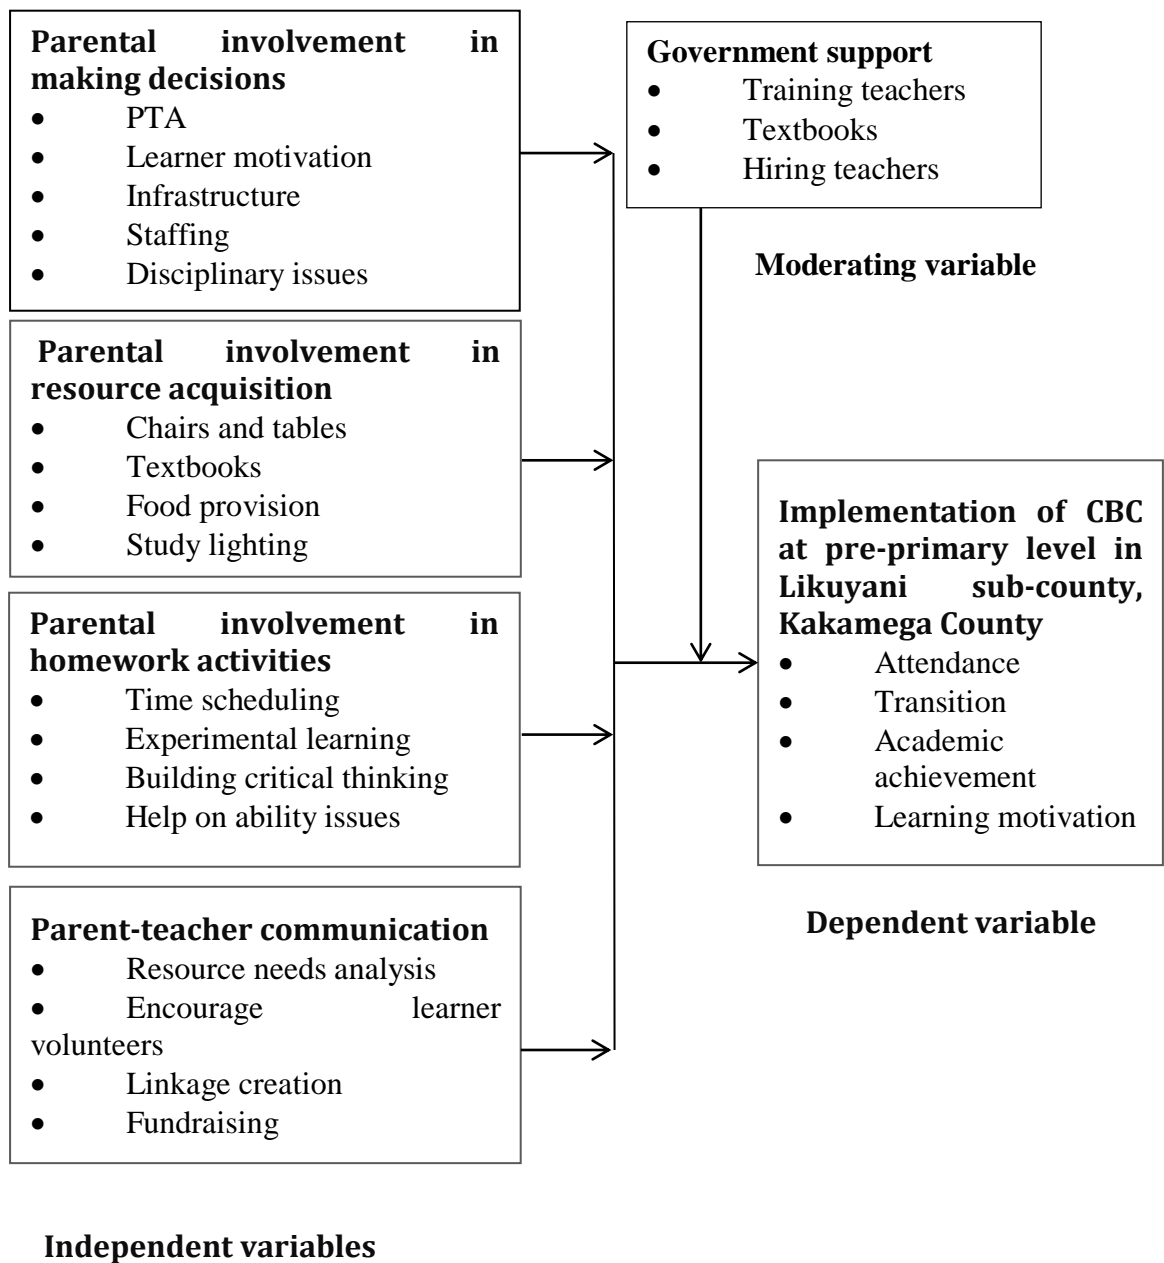 Parental involvement in
making decisions
• PTA
• Learner motivation
• Infrastructure
• Staffing
• Disciplinary issues
Parental involvement in
resource acquisition
• Chairs and tables
• Textbooks
• Food provision
• Study lighting
Parental involvement in
homework activities
• Time scheduling
• Experimental learning
• Building critical thinking
• Help on ability issues
Parent-teacher communication
• Resource needs analysis
• Encourage learner
volunteers
• Linkage creation
• Fundraising
Independent variables
Government support
• Training teachers
• Textbooks
• Hiring teachers
Moderating variable
Implementation of CBC
at pre-primary level in
Likuyani sub-county,
Kakamega County
• Attendance
• Transition
• Academic
achievement
• Learning motivation
Dependent variable